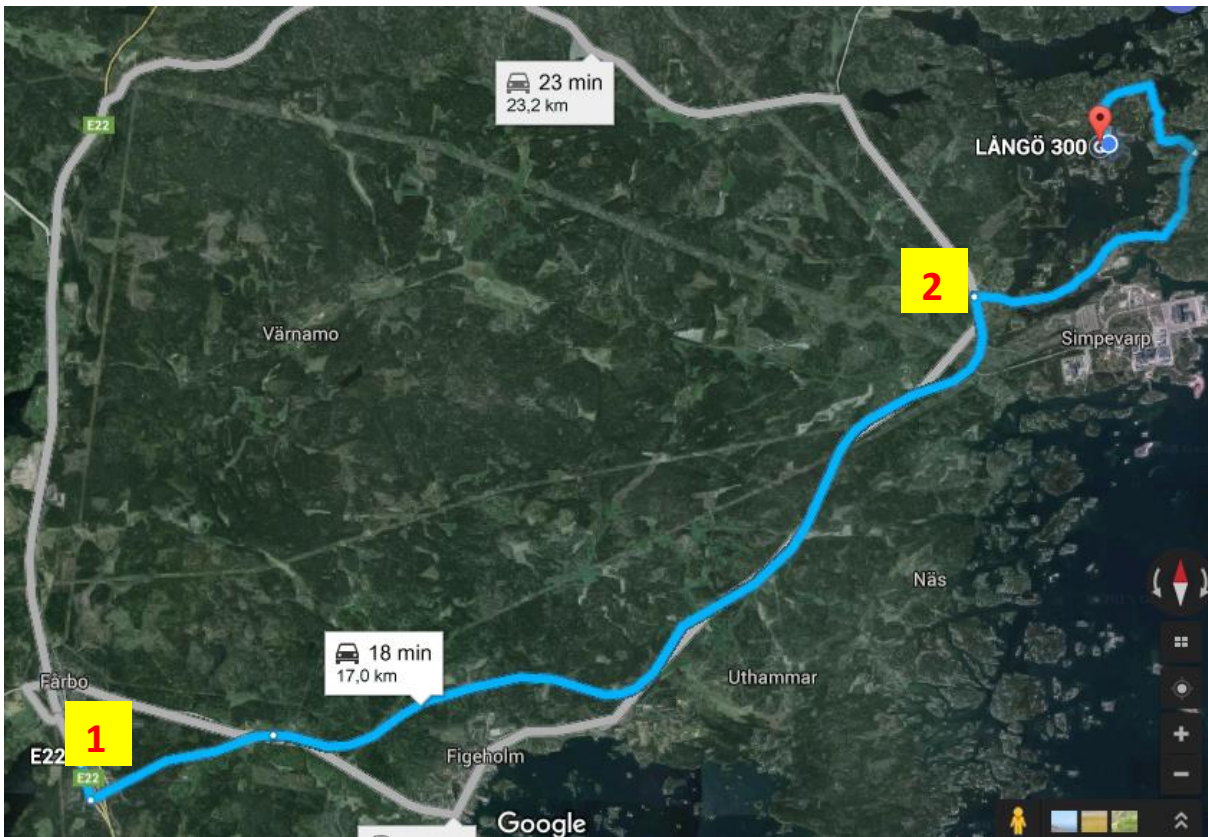 23 min
23,2 km
E22
LÅNGÖ 300
2
Värnamo
Simpevarp
Näs
18 min
17,0 km
Fårbo
Uthammar
1
E22
Figeholm
E22
Google